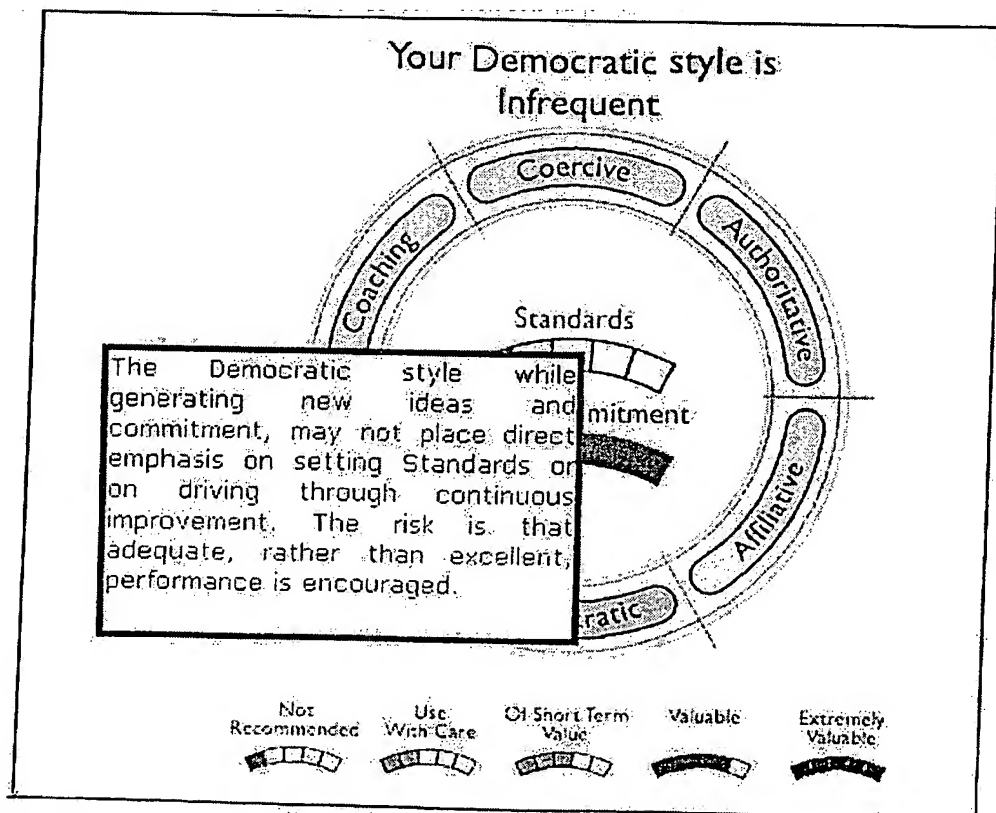 Your Democratic style is
Infrequent
Coercive
Coaching
Authoritative
Standards
mitment
The Democratic style while
generating new ideas and
commitment, may not place direct
emphasis on setting Standards or
on driving through continuous
improvement. The risk is that
adequate, rather than excellent,
performance is encouraged.
Affiliative
ratic
Not
Recommended
Use
With Care
Of Short Term
Value
Valuable
Extremely
Valuable